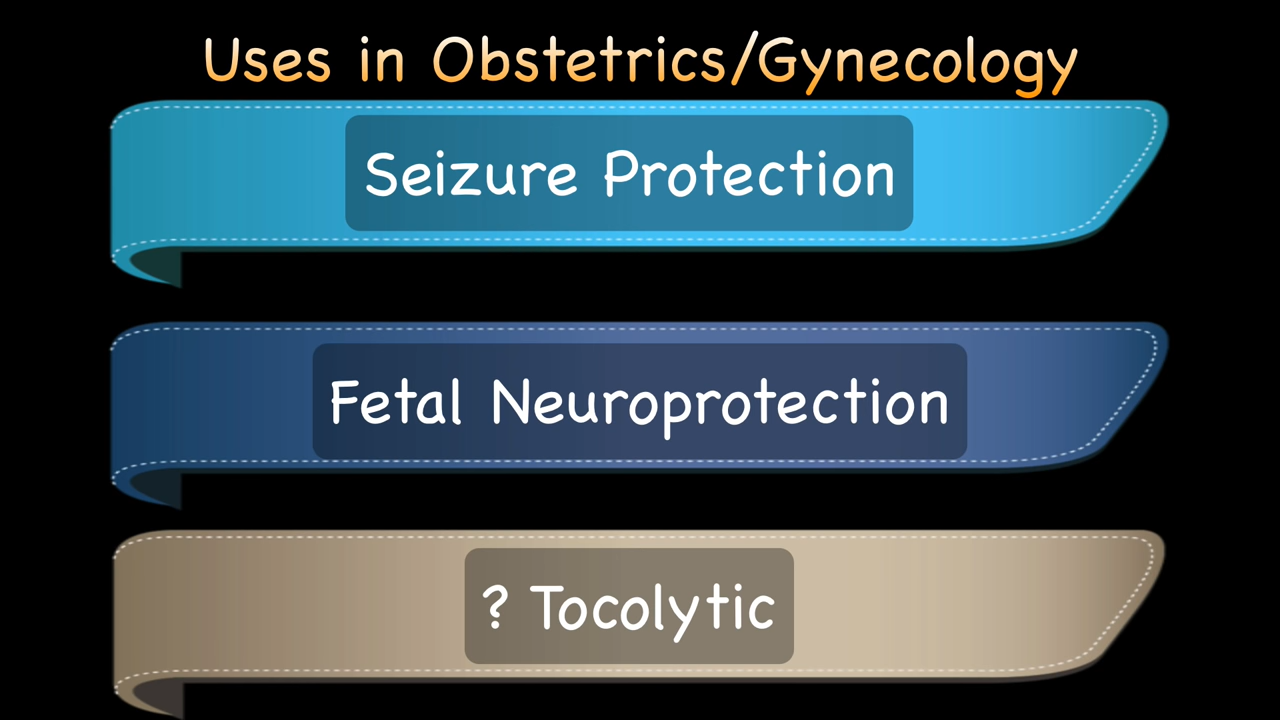 Uses in Obstetrics/Gynecology
Seizure Protection
Fetal Neuroprotection
? Tocolytic